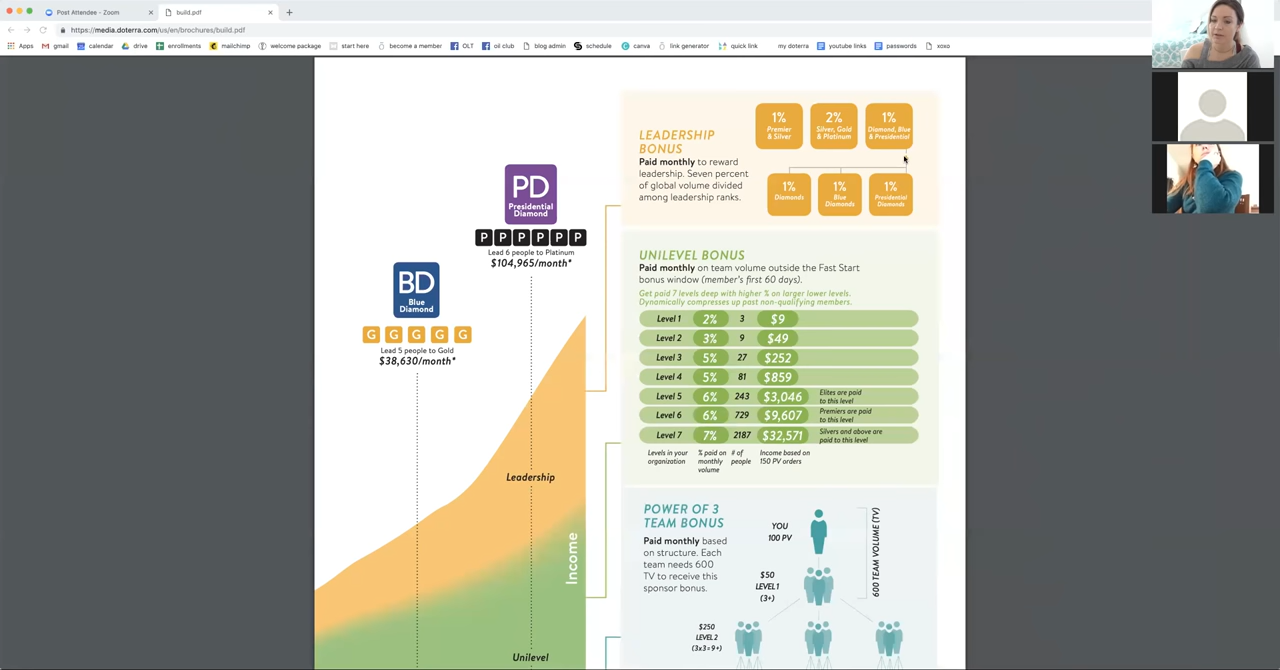 Post Attendee - Zoom
build.pdf
https://media.doterra.com/us/en/brochures/build.pdf
Apps
gmail
calendar
drive
enrollments
mailchimp
welcome package
start here
become a member
OLT
oil club
blog admin
schedule
canva
link generator
quick link
my doterra
youtube links
passwords
xoxo
PD
Presidential
Diamond
P P P P P P
Lead 6 people to Platinum
$104,965/month*
BD
Blue
Diamond
G G G G G
Lead 5 people to Gold
$38,630/month*
Leadership
Income
Unilevel
LEADERSHIP
BONUS
Paid monthly to reward
leadership. Seven percent
of global volume divided
among leadership ranks.
1%
Premier
& Silver
2%
Silver, Gold
& Platinum
1%
Diamond, Blue
& Presidential
1%
Diamonds
1%
Blue
Diamonds
1%
Presidential
Diamonds
UNILEVEL BONUS
Paid monthly on team volume outside the Fast Start
bonus window (member's first 60 days).
Get paid 7 levels deep with higher % on larger lower levels.
Dynamically compresses up past non-qualifying members.
Level 1 2% 3 $9
Level 2 3% 9 $49
Level 3 5% 27 $252
Level 4 5% 81 $859
Level 5 6% 243 $3,046 Elites are paid
to this level
Level 6 6% 729 $9,607 Premiers are paid
to this level
Level 7 7% 2187 $32,571 Silvers and above are
paid to this level
Levels in your
organization
% paid on
monthly
volume
# of
people
Income based on
150 PV orders
POWER OF 3
TEAM BONUS
Paid monthly based
on structure. Each
team needs 600
TV to receive this
sponsor bonus.
YOU
100 PV
$50
LEVEL 1
(3+)
$250
LEVEL 2
(3x3=9+)
600 TEAM VOLUME (TV)